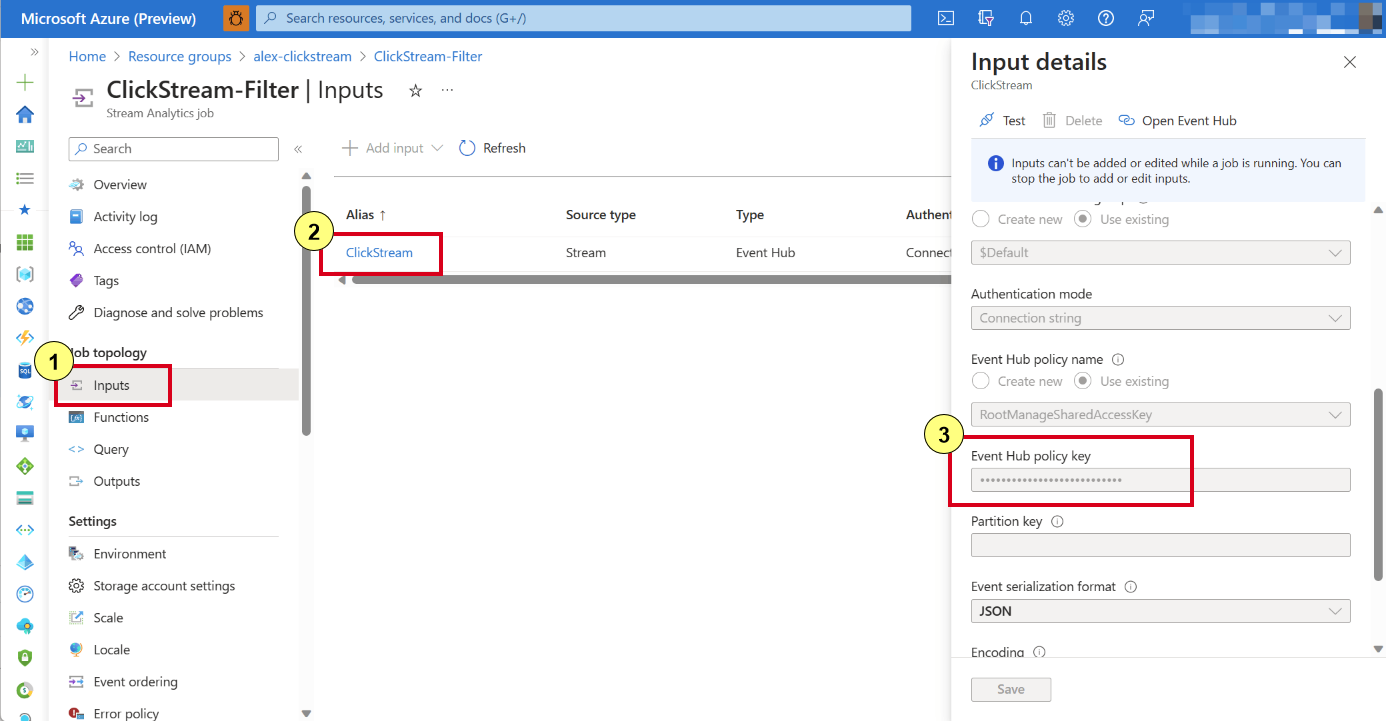 Microsoft Azure (Preview)
Search resources, services, and docs (G+/)
Home > Resource groups > alex-clickstream > ClickStream-Filter
ClickStream-Filter | Inputs
Stream Analytics job
Search
Overview
Activity log
Access control (IAM)
Tags
Diagnose and solve problems
Job topology
1
Inputs
Functions
Query
Outputs
Settings
Environment
Storage account settings
Scale
Locale
Event ordering
Error policy
Add input
Refresh
Alias ↑ Source type Type Authent
2
ClickStream Stream Event Hub Connect
Input details
ClickStream
Test Delete Open Event Hub
Inputs can't be added or edited while a job is running. You can
stop the job to add or edit inputs.
Create new Use existing
$Default
Authentication mode
Connection string
Event Hub policy name
Create new Use existing
RootManageSharedAccessKey
3
Event Hub policy key
Partition key
Event serialization format
JSON
Encoding
Save
SQL